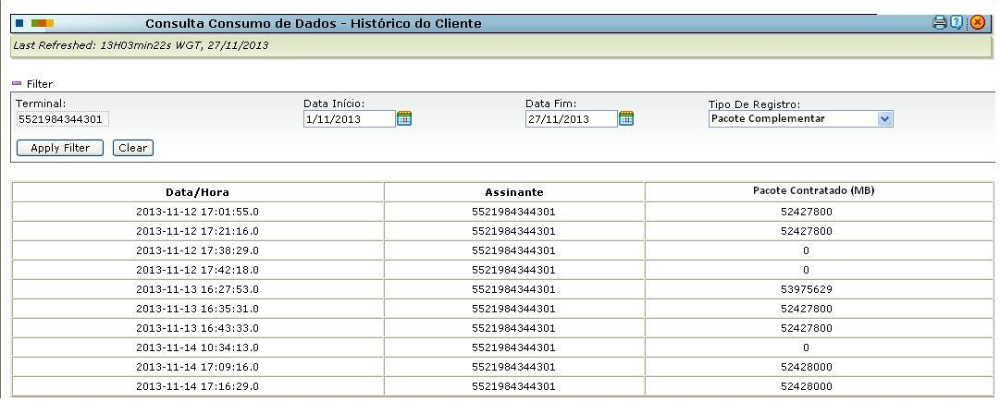 Consulta Consumo de Dados - Histórico do Cliente
Last Refreshed: 13H03min22s WGT, 27/11/2013
Filter
Terminal: Data Início: Data Fim: Tipo De Registro:
5521984344301 1/11/2013 27/11/2013 Pacote Complementar
Apply Filter Clear
Data/Hora Assinante Pacote Contratado (MB)
2013-11-12 17:01:55.0 5521984344301 52427800
2013-11-12 17:21:16.0 5521984344301 52427800
2013-11-12 17:38:29.0 5521984344301 0
2013-11-12 17:42:18.0 5521984344301 0
2013-11-13 16:27:53.0 5521984344301 53975629
2013-11-13 16:35:31.0 5521984344301 52427800
2013-11-13 16:43:33.0 5521984344301 52427800
2013-11-14 10:34:13.0 5521984344301 0
2013-11-14 17:09:16.0 5521984344301 52428000
2013-11-14 17:16:29.0 5521984344301 52428000